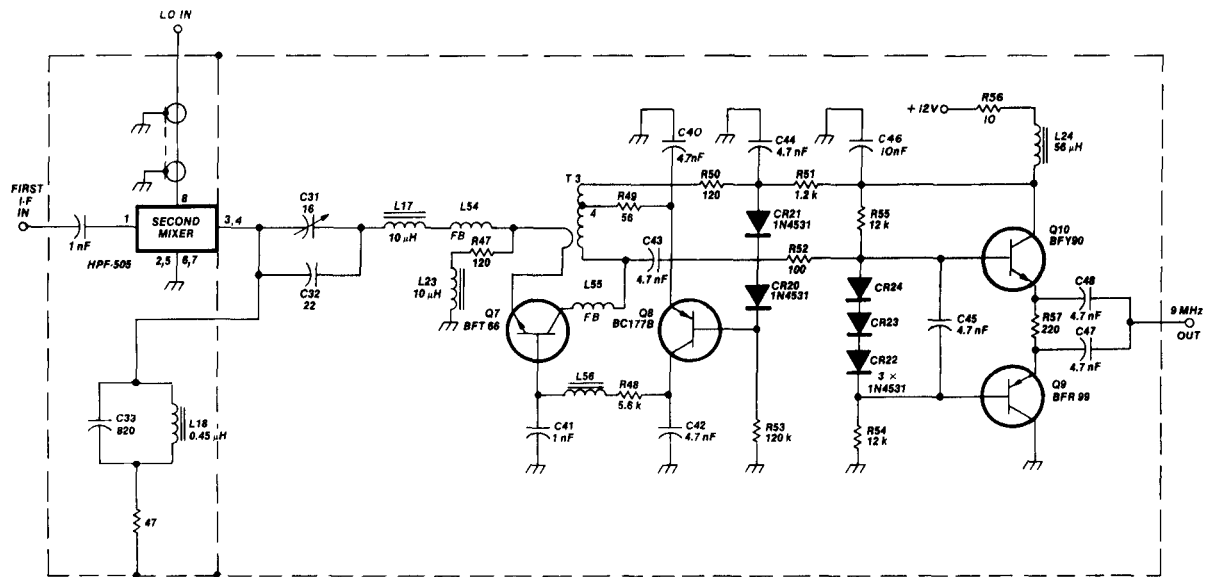 LO IN
+12V
R56
10
L24
56 µH
C40
4.7nF
C44
4.7 nF
C46
10nF
FIRST
I-F
IN
1 nF
1
8
SECOND
MIXER
3, 4
2,5
6,7
HPF-505
C31
16
C32
22
L17
10 µH
L54
FB
R47
120
L23
10 µH
T3
4
R49
56
R50
120
R51
1.2 k
CR21
1N4531
R55
12 k
C43
4.7 nF
R52
100
Q10
BFY90
L55
FB
Q7
BFT 66
Q8
BC177B
CR20
1N4531
CR24
CR23
CR22
3 ×
1N4531
C45
4.7 nF
C48
4.7 nF
R57
220
C47
4.7 nF
9 MHz
OUT
Q9
BFR 99
L56
R48
5.6 k
C41
1 nF
C42
4.7 nF
R53
120 k
R54
12 k
C33
820
L18
0.45 µH
47